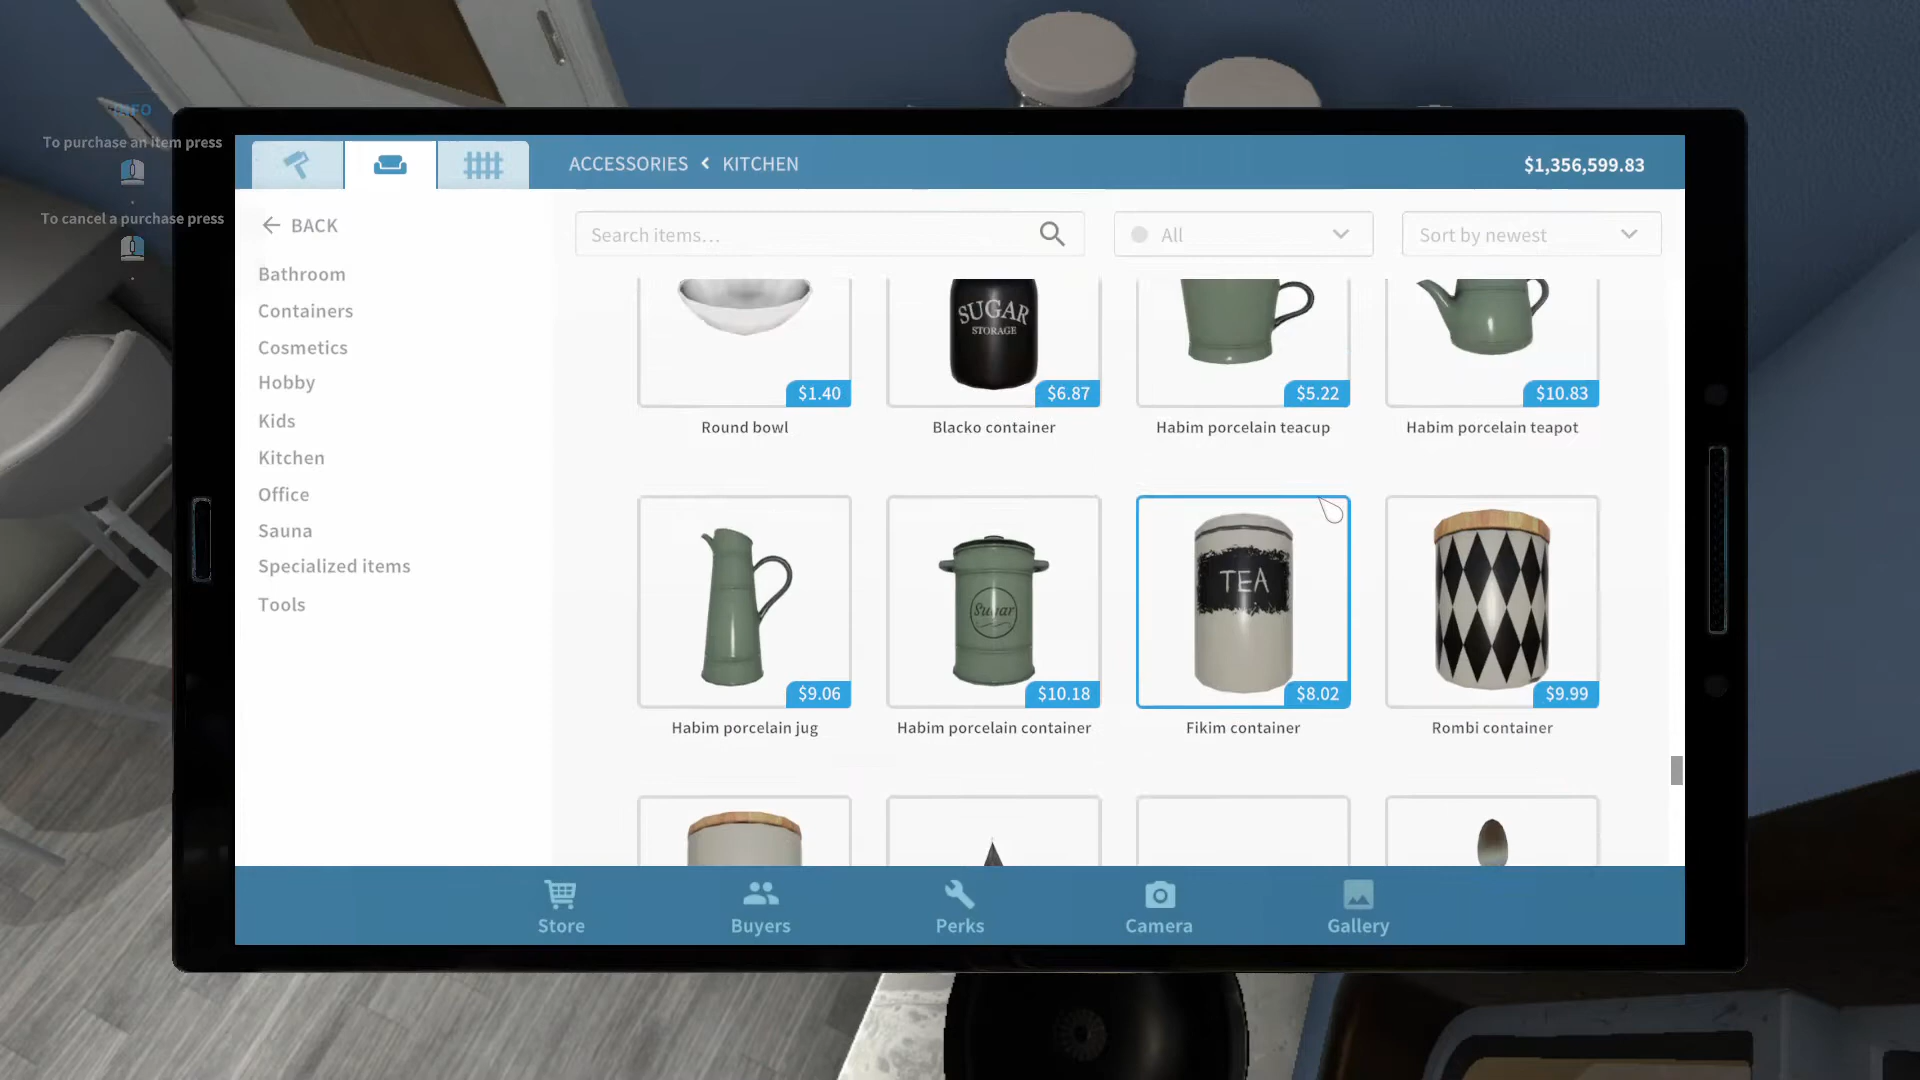 INFO
To purchase an item press
.
To cancel a purchase press
.
ACCESSORIES < KITCHEN
$1,356,599.83
BACK
Search items...
All
Sort by newest
Bathroom
Containers
Cosmetics
Hobby
Kids
Kitchen
Office
Sauna
Specialized items
Tools
SUGAR
STORAGE
$1.40
$6.87
$5.22
$10.83
Round bowl
Blacko container
Habim porcelain teacup
Habim porcelain teapot
Sugar
TEA
$9.06
$10.18
$8.02
$9.99
Habim porcelain jug
Habim porcelain container
Fikim container
Rombi container
Store
Buyers
Perks
Camera
Gallery